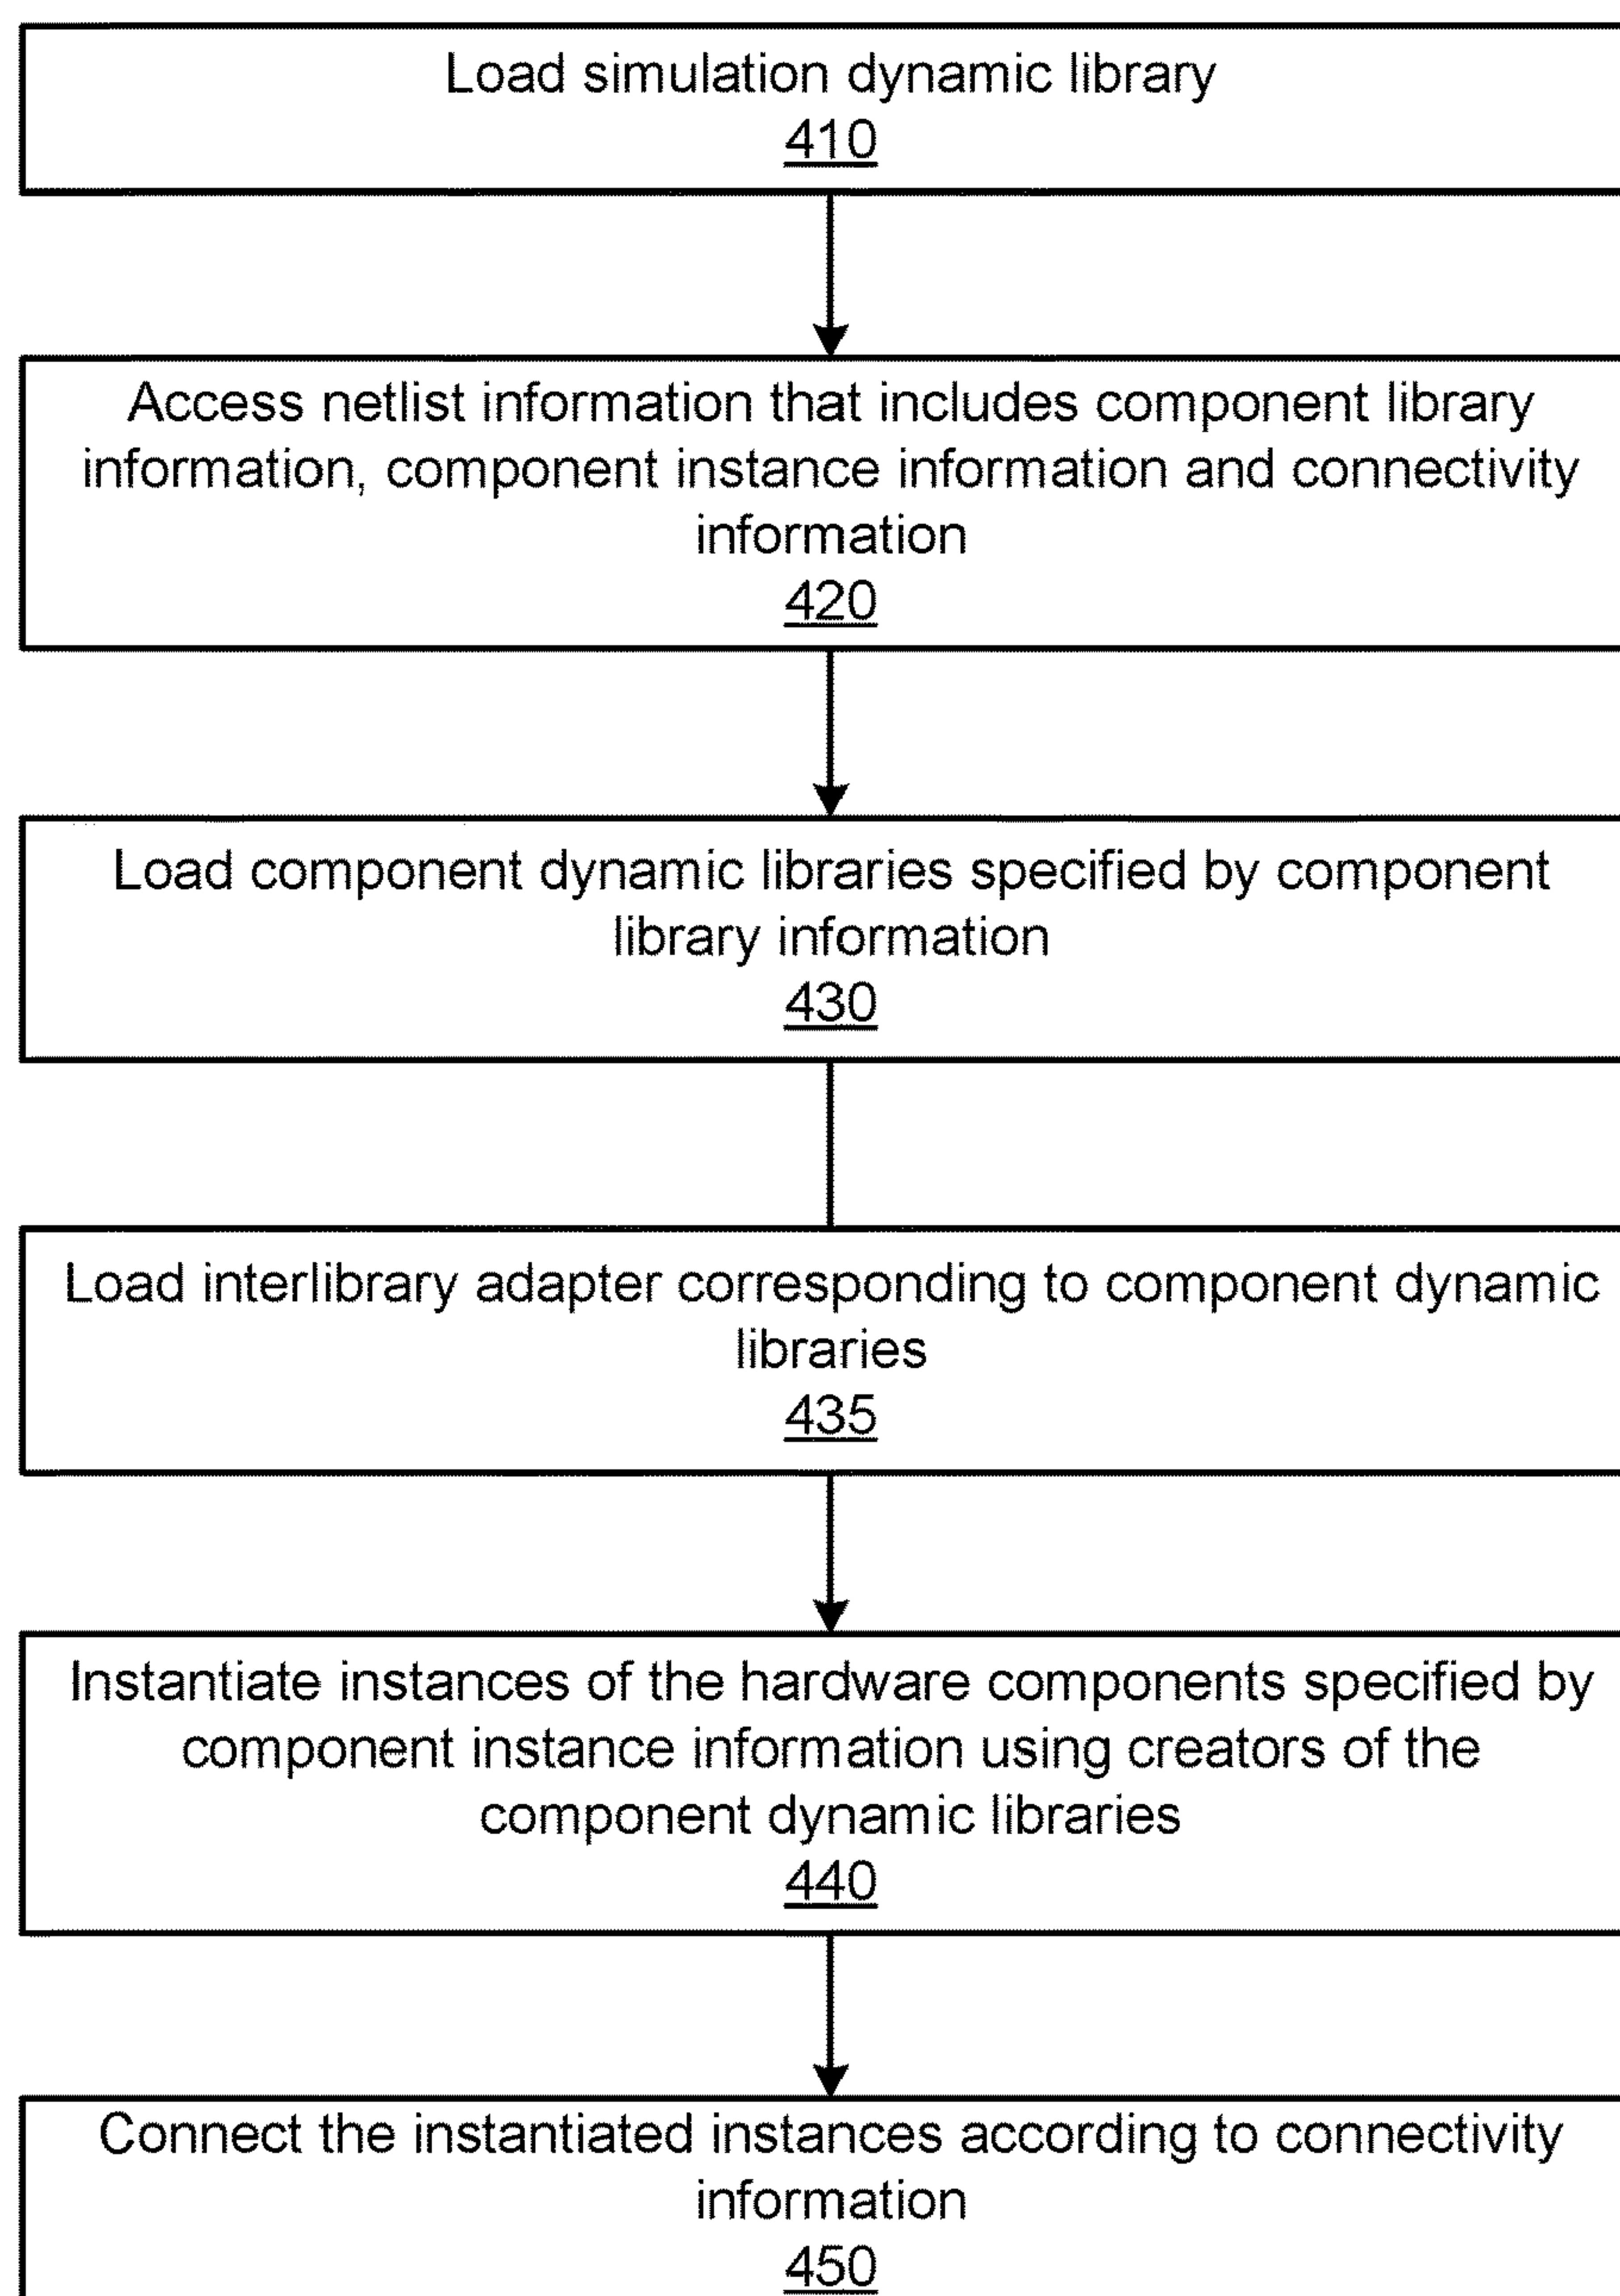 Load simulation dynamic library
410
Access netlist information that includes component library
information, component instance information and connectivity
information
420
Load component dynamic libraries specified by component
library information
430
Load interlibrary adapter corresponding to component dynamic
libraries
435
Instantiate instances of the hardware components specified by
component instance information using creators of the
component dynamic libraries
440
Connect the instantiated instances according to connectivity
information
450